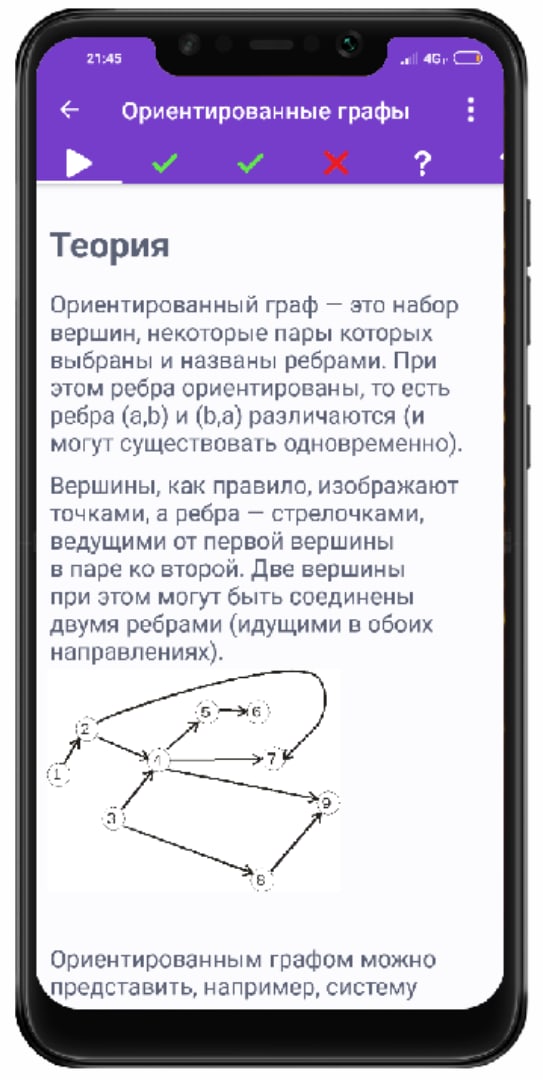 21:45
4G
Ориентированные графы
?
Теория
Ориентированный граф — это набор
вершин, некоторые пары которых
выбраны и названы ребрами. При
этом ребра ориентированы, то есть
ребра (a,b) и (b,a) различаются (и
могут существовать одновременно).
Вершины, как правило, изображают
точками, а ребра — стрелочками,
ведущими от первой вершины
в паре ко второй. Две вершины
при этом могут быть соединены
двумя ребрами (идущими в обоих
направлениях).
5 6
2
4 7
1
9
3
8
Ориентированным графом можно
представить, например, систему